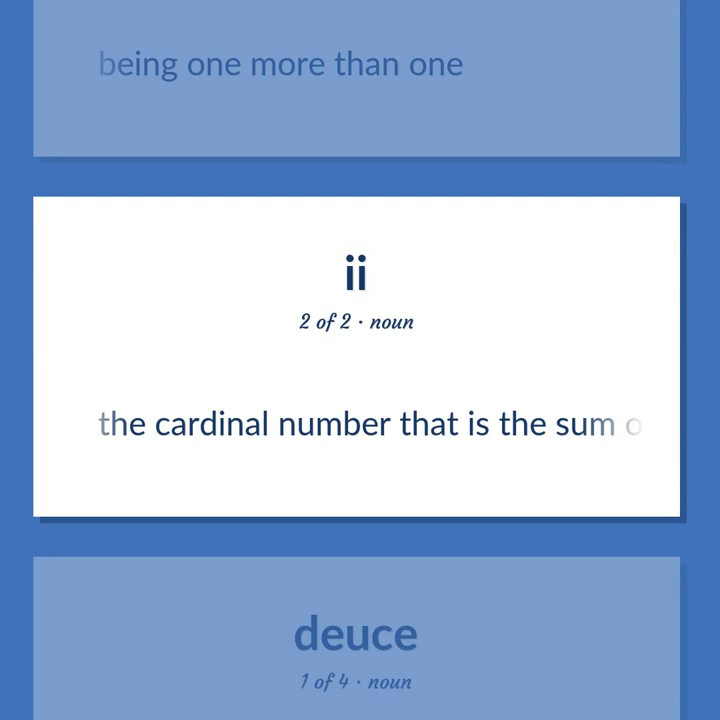 being one more than one
ii
2 of 2 · noun
the cardinal number that is the sum o
deuce
1 of 4 · noun